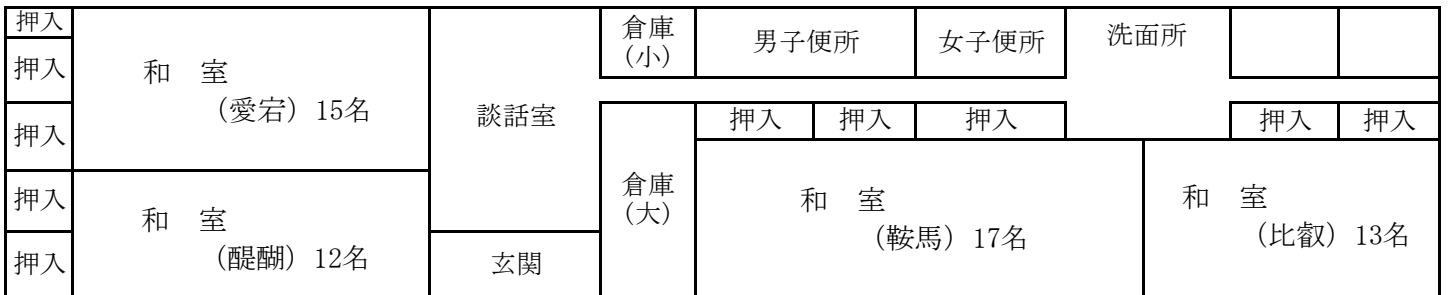 押入
押入
押入
押入
押入
和　室
（愛宕）15名
和　室
（醍醐）12名
談話室
玄関
倉庫
（小）
男子便所
女子便所
洗面所
倉庫
（大）
押入
押入
押入
押入
押入
和　室
（鞍馬）17名
和　室
（比叡）13名